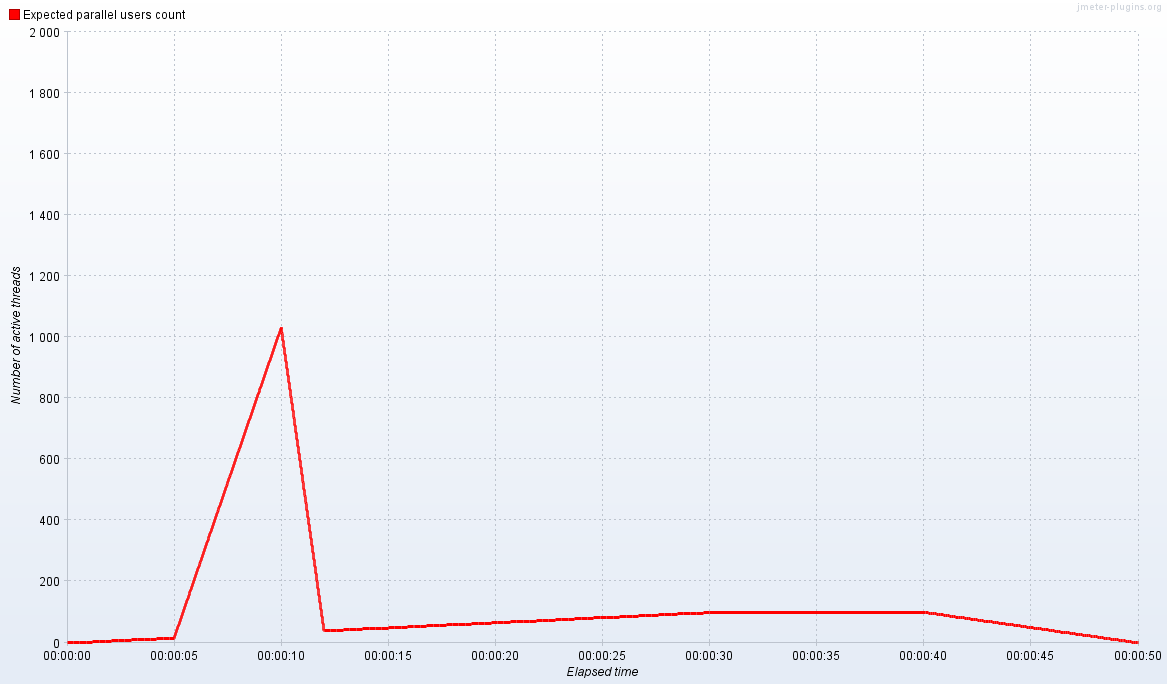 jmeter-plugins.org
Expected parallel users count
2 000
1 800
1 600
1 400
1 200
1 000
800
600
400
200
0
Number of active threads
00:00:00 00:00:05 00:00:10 00:00:15 00:00:20 00:00:25 00:00:30 00:00:35 00:00:40 00:00:45 00:00:50
Elapsed time